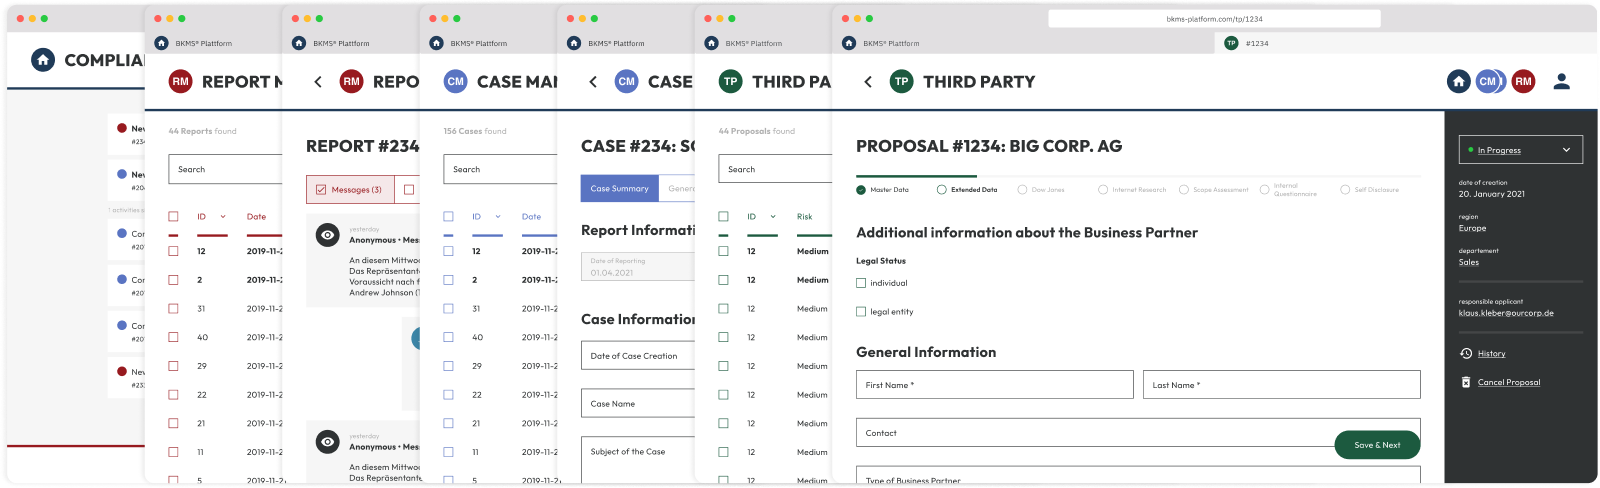 COMPLIA
New
#234
New
#20
1 activities s
Co
#20
Co
#20
Co
#20
New
#23
BKMS® Plattform
RM REPORT M
44 Reports found
Search
ID Date
12 2019-11-2
2 2019-11-2
31 2019-11-2
40 2019-11-2
29 2019-11-2
22 2019-11-2
21 2019-11-2
11 2019-11-2
5 2019-11-2
BKMS® Plattform
RM REPO
REPORT #234
Messages (3)
yesterday
Anonymous • Mess
An diesem Mittwo
Das Repräsentante
Voraussicht nach f
Andrew Johnson (1
yesterday
Anonymous • Mess
An diesem Mittwo
Das Repräsentante
BKMS® Plattform
CM CASE MAN
156 Cases found
Search
ID Date
12 2019-11-2
2 2019-11-2
31 2019-11-2
40 2019-11-2
29 2019-11-2
22 2019-11-2
21 2019-11-2
11 2019-11-2
5 2019-11-2
BKMS® Plattform
CM CASE
CASE #234: SO
Case Summary Genera
Report Informati
Date of Reporting
01.04.2021
Case Information
Date of Case Creation
Case Name
Subject of the Case
BKMS® Plattform
TP THIRD PA
44 Proposals found
Search
ID Risk
12 Medium
12 Medium
12 Medium
12 Medium
12 Medium
12 Medium
12 Medium
12 Medium
12 Medium
bkms-platform.com/tp/1234
BKMS® Plattform
TP #1234
TP THIRD PARTY
CM RM
PROPOSAL #1234: BIG CORP. AG
Master Data Extended Data Dow Jones Internet Research Scope Assessment Internal Questionnaire Self Disclosure
Additional information about the Business Partner
Legal Status
individual
legal entity
General Information
First Name * Last Name *
Contact
Save & Next
Type of Business Partner
In Progress
date of creation
20. January 2021
region
Europe
departement
Sales
responsible applicant
klaus.kleber@ourcorp.de
History
Cancel Proposal